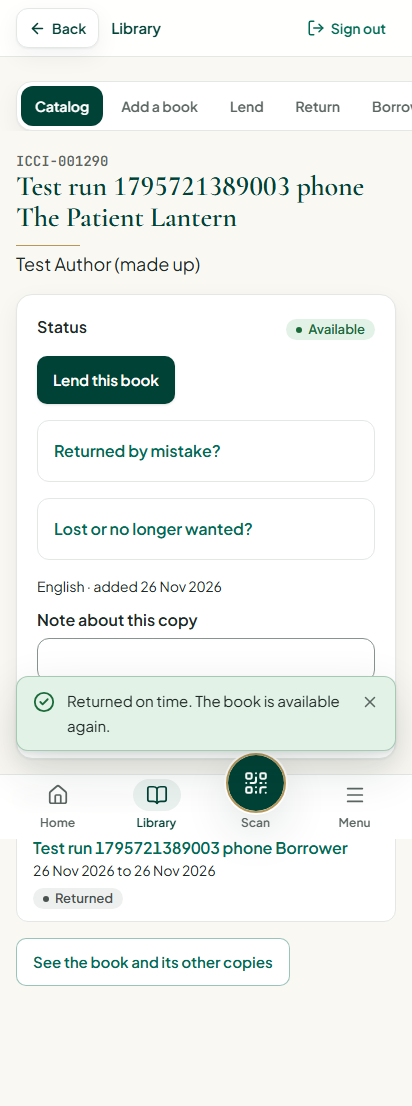 Back
Library
Sign out
Catalog
Add a book
Lend
Return
ICCI-001290
Test run 1795721389003 phone
The Patient Lantern
Test Author (made up)
Status
Available
Lend this book
Returned by mistake?
Lost or no longer wanted?
English · added 26 Nov 2026
Note about this copy
Returned on time. The book is available
again.
Home
Library
Scan
Menu
Test run 1795721389003 phone Borrower
26 Nov 2026 to 26 Nov 2026
Returned
See the book and its other copies